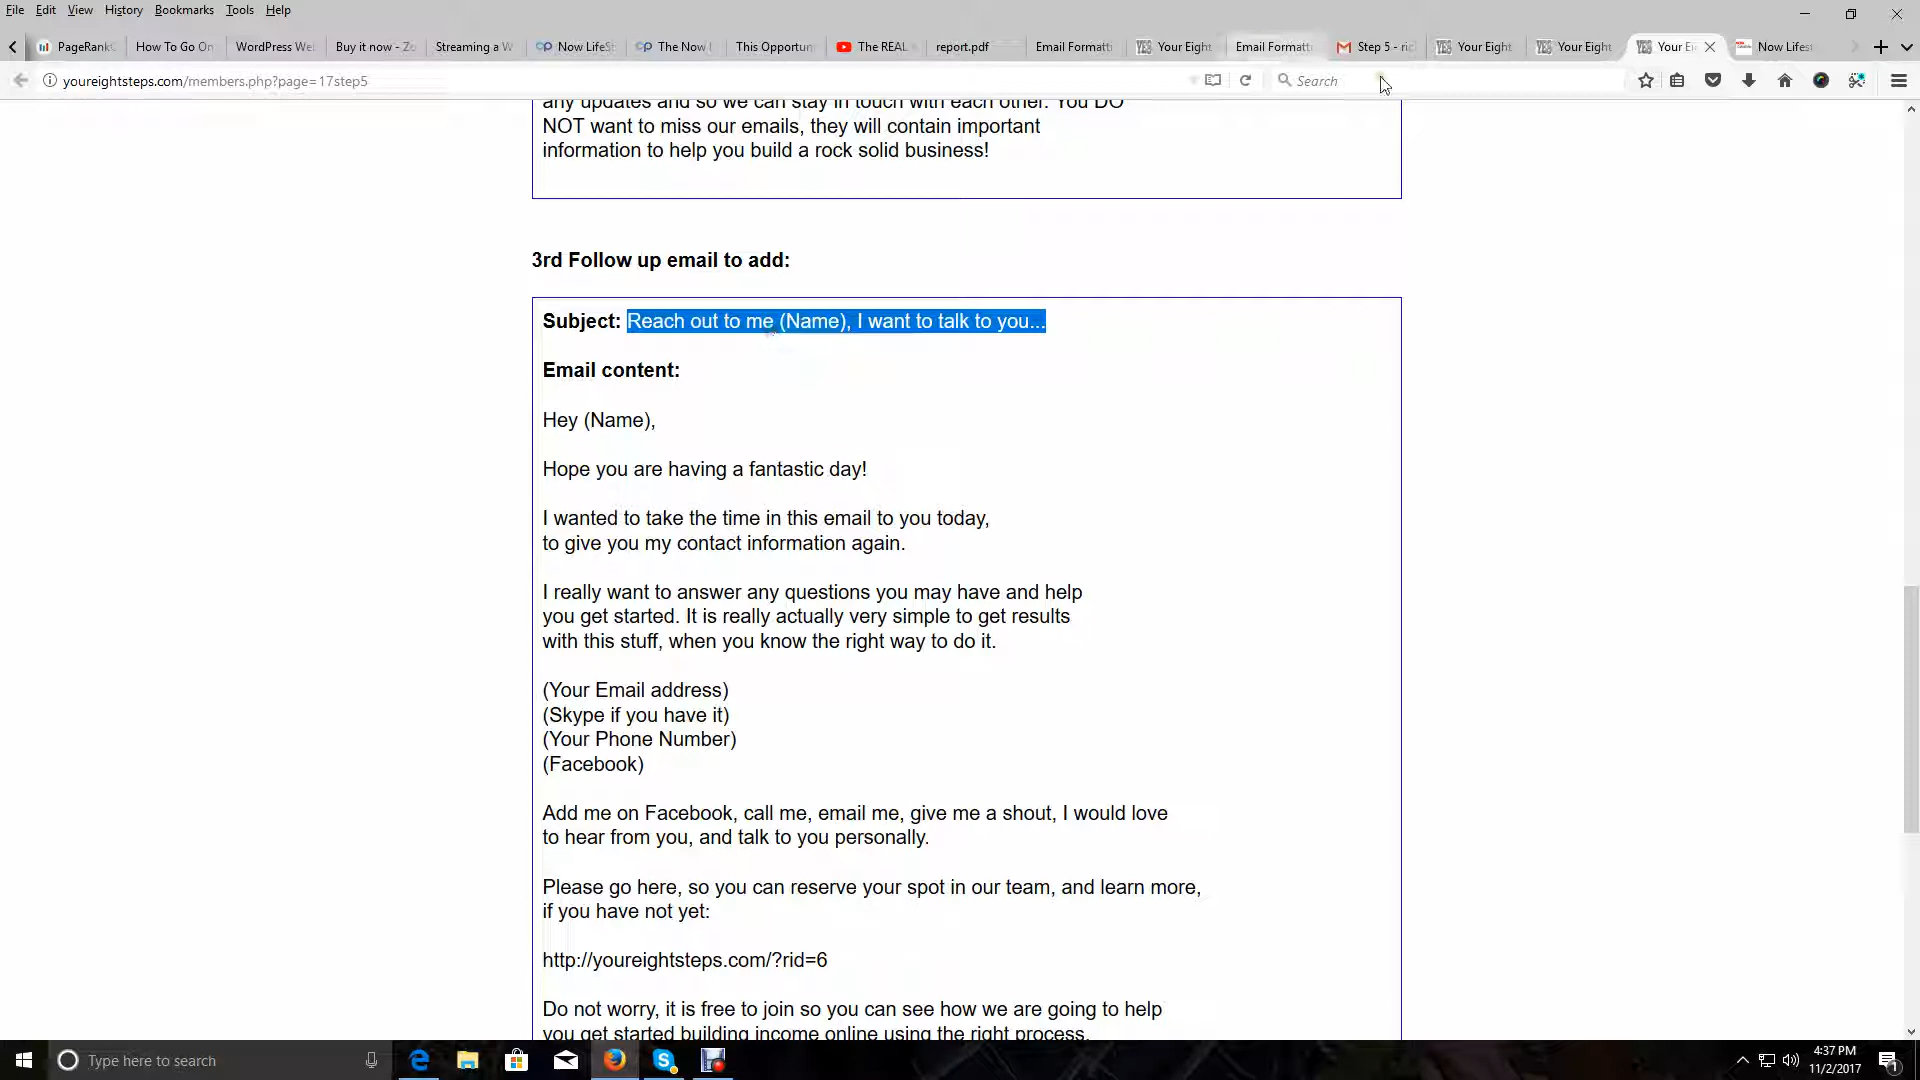 File Edit View History Bookmarks Tools Help
PageRank How To Go On WordPress We Buy it now - Zo Streaming a W Now LifeS The Now This Opportun The REAL report.pdf Email Formatti Your Eight Email Formatt Step 5 - ri Your Eight Your Eight Your Ei Now Lifest
youreightsteps.com/members.php?page=17step5 Search
any updates and so we can stay in touch with each other. You DO
NOT want to miss our emails, they will contain important
information to help you build a rock solid business!
3rd Follow up email to add:
Subject: Reach out to me (Name), I want to talk to you...
Email content:
Hey (Name),
Hope you are having a fantastic day!
I wanted to take the time in this email to you today,
to give you my contact information again.
I really want to answer any questions you may have and help
you get started. It is really actually very simple to get results
with this stuff, when you know the right way to do it.
(Your Email address)
(Skype if you have it)
(Your Phone Number)
(Facebook)
Add me on Facebook, call me, email me, give me a shout, I would love
to hear from you, and talk to you personally.
Please go here, so you can reserve your spot in our team, and learn more,
if you have not yet:
http://youreightsteps.com/?rid=6
Do not worry, it is free to join so you can see how we are going to help
you get started building income online using the right process.
Type here to search
4:37 PM
11/2/2017
1